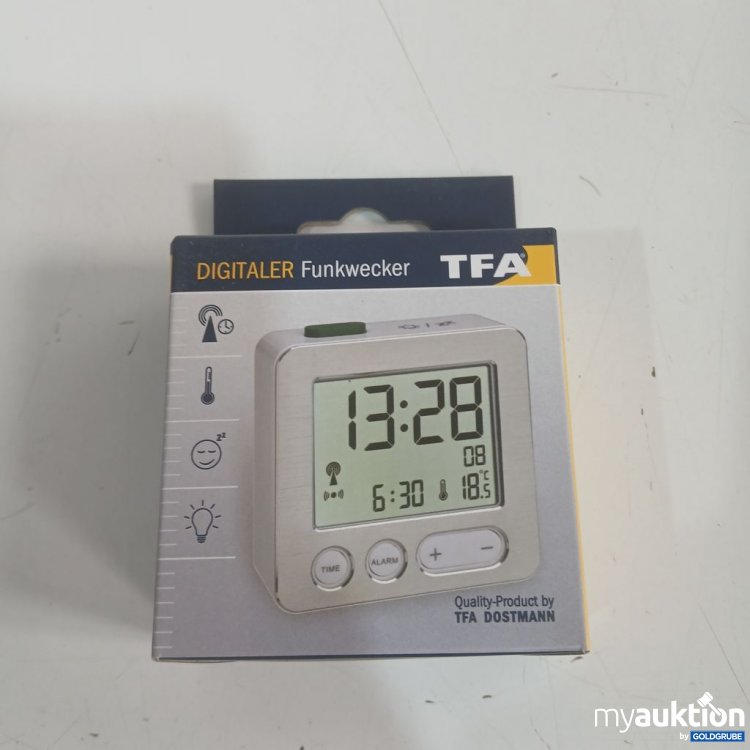 DIGITALER Funkwecker
TFA®
zz
13:28
08
6:30 18.5 °C
TIME ALARM + −
Quality-Product by
TFA DOSTMANN
myauktion
by GOLDGRUBE